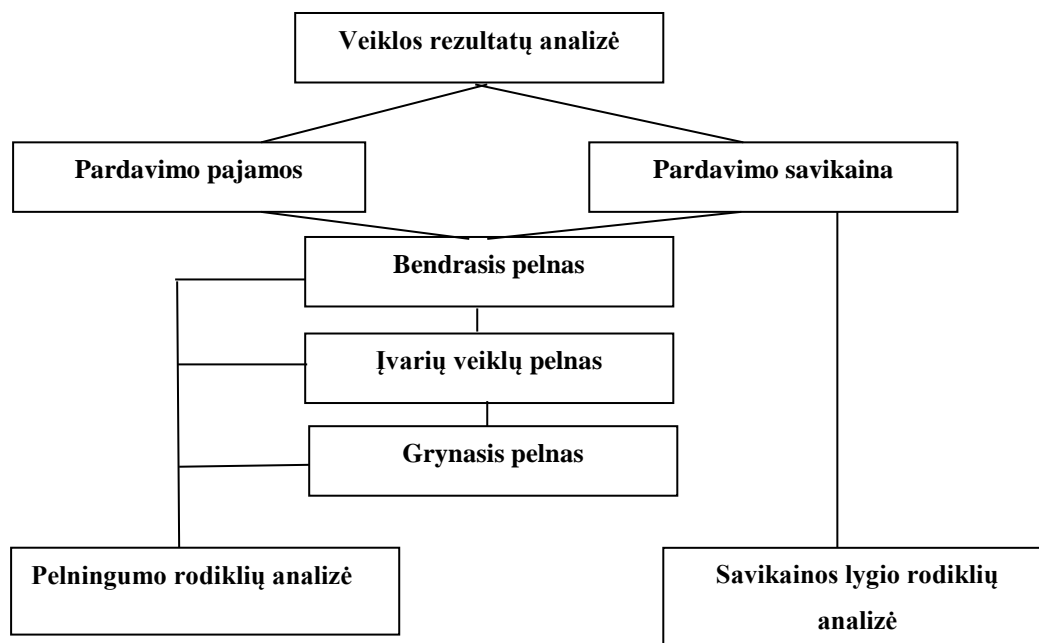 Veiklos rezultatų analizė
Pardavimo pajamos
Pardavimo savikaina
Bendrasis pelnas
Įvarių veiklų pelnas
Grynasis pelnas
Pelningumo rodiklių analizė
Savikainos lygio rodiklių
analizė